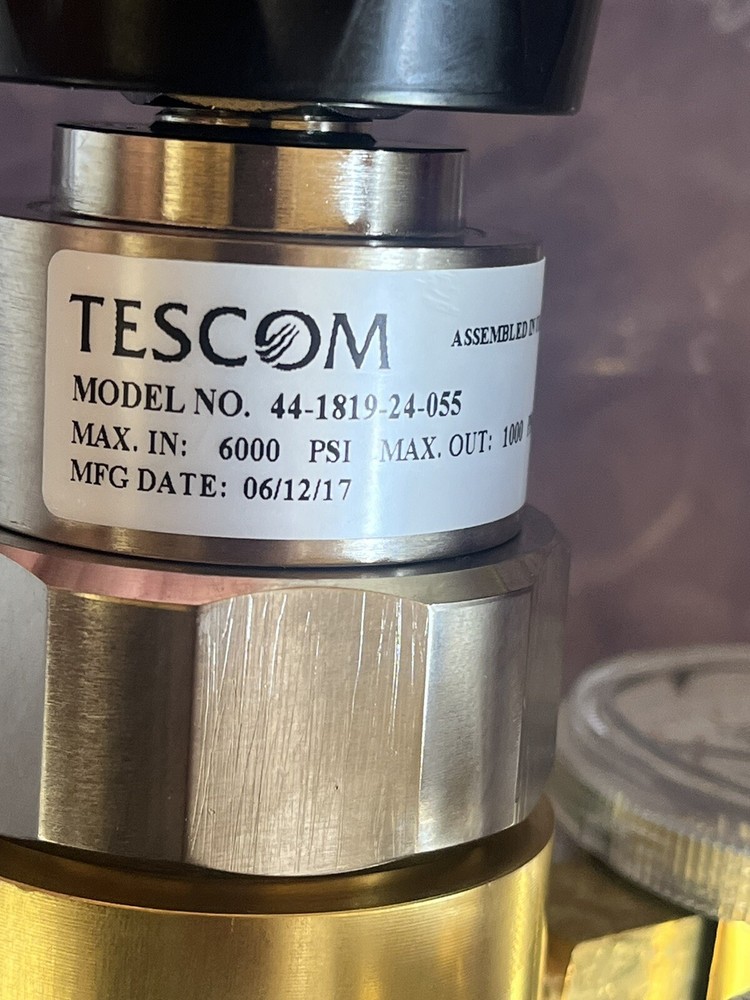 TESCOM
ASSEMBLED
MODEL NO. 44-1819-24-055
MAX. IN: 6000 PSI MAX. OUT: 1000
MFG DATE: 06/12/17